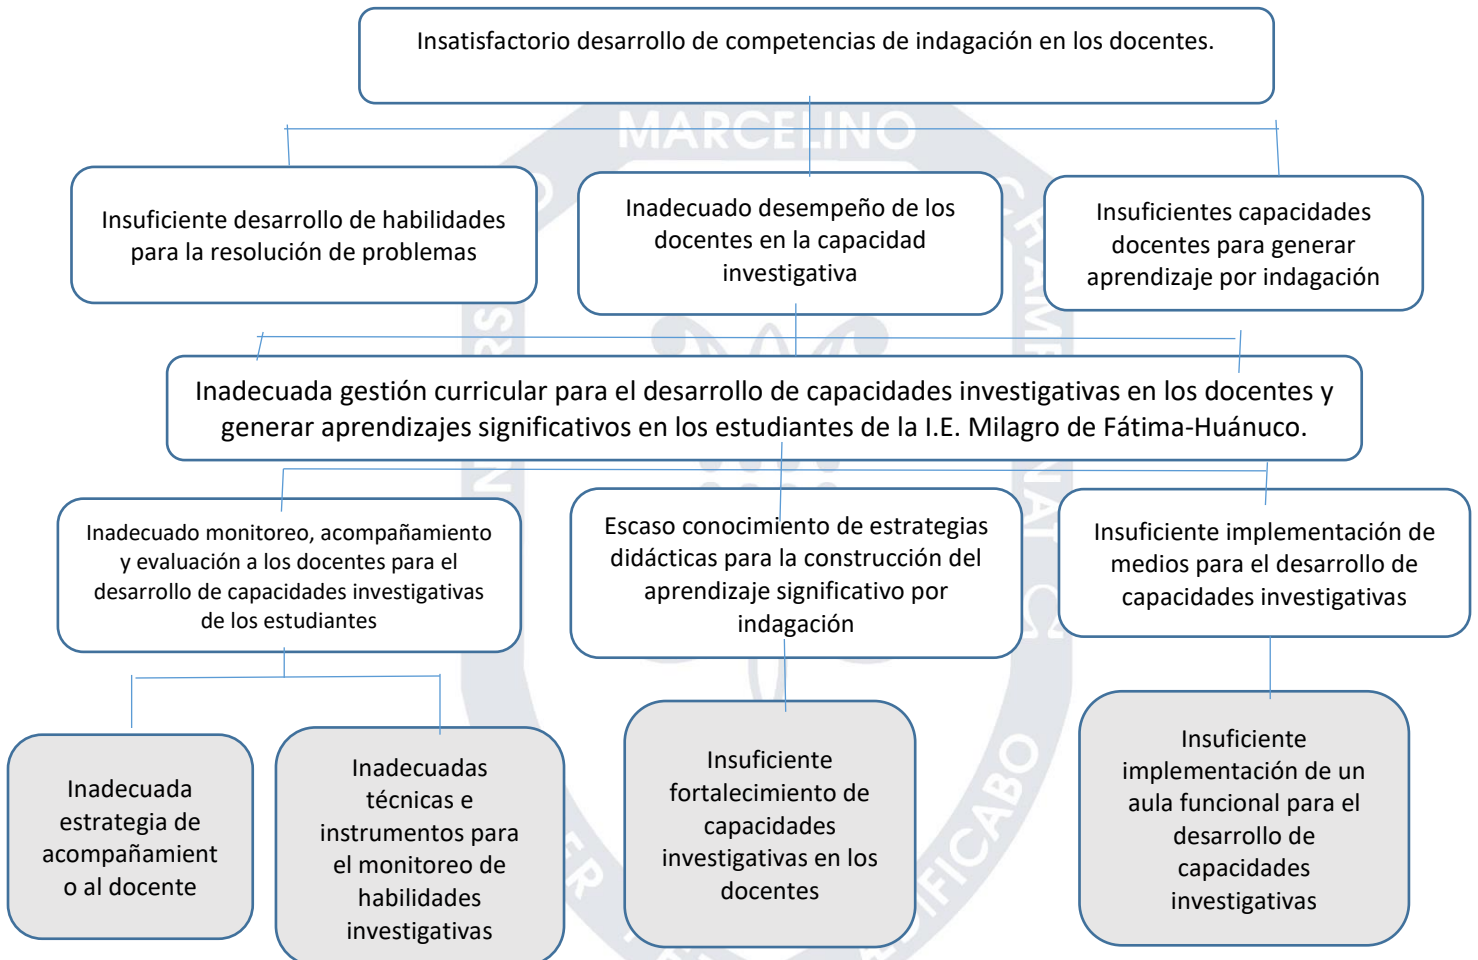 Insatisfactorio desarrollo de competencias de indagación en los docentes.
MARCELINO
Insuficiente desarrollo de habilidades
para la resolución de problemas
Inadecuado desempeño de los
docentes en la capacidad
investigativa
Insuficientes capacidades
docentes para generar
aprendizaje por indagación
Inadecuada gestión curricular para el desarrollo de capacidades investigativas en los docentes y
generar aprendizajes significativos en los estudiantes de la I.E. Milagro de Fátima-Huánuco.
Inadecuado monitoreo, acompañamiento
y evaluación a los docentes para el
desarrollo de capacidades investigativas
de los estudiantes
Escaso conocimiento de estrategias
didácticas para la construcción del
aprendizaje significativo por
indagación
Insuficiente implementación de
medios para el desarrollo de
capacidades investigativas
Inadecuada
estrategia de
acompañamient
o al docente
Inadecuadas
técnicas e
instrumentos para
el monitoreo de
habilidades
investigativas
Insuficiente
fortalecimiento de
capacidades
investigativas en los
docentes
Insuficiente
implementación de un
aula funcional para el
desarrollo de
capacidades
investigativas